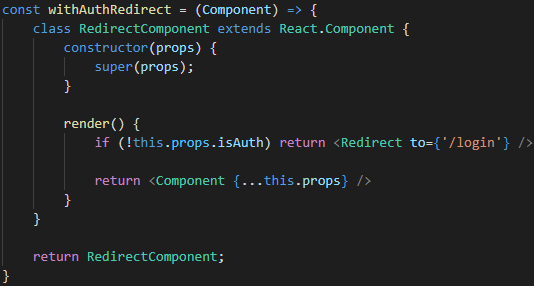 const withAuthRedirect = (Component) => {
    class RedirectComponent extends React.Component {
        constructor(props) {
            super(props);
        }

        render() {
            if (!this.props.isAuth) return <Redirect to={'/login'} />

            return <Component {...this.props} />
        }
    }

    return RedirectComponent;
}